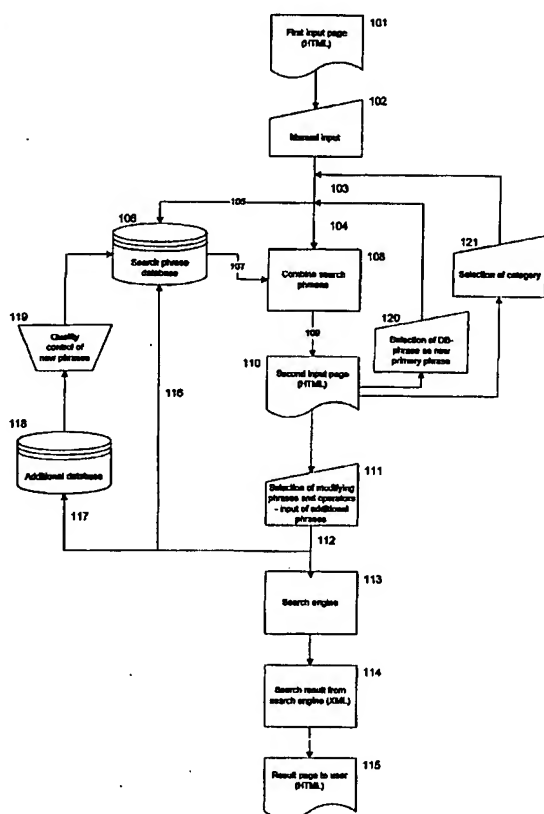 101
First input page
(HTML)
102
Manual input
103
105
104
106
Search phrase
database
107
108
Combine search
phrases
121
Selection of category
119
Quality
control of
new phrases
109
120
Selection of DB-
phrase as new
primary phrase
110
Second input page
(HTML)
116
118
Additional database
111
Selection of modifying
phrases and operators
- input of additional
phrases
117
112
113
Search engine
114
Search result from
search engine (XML)
115
Result page to user
(HTML)